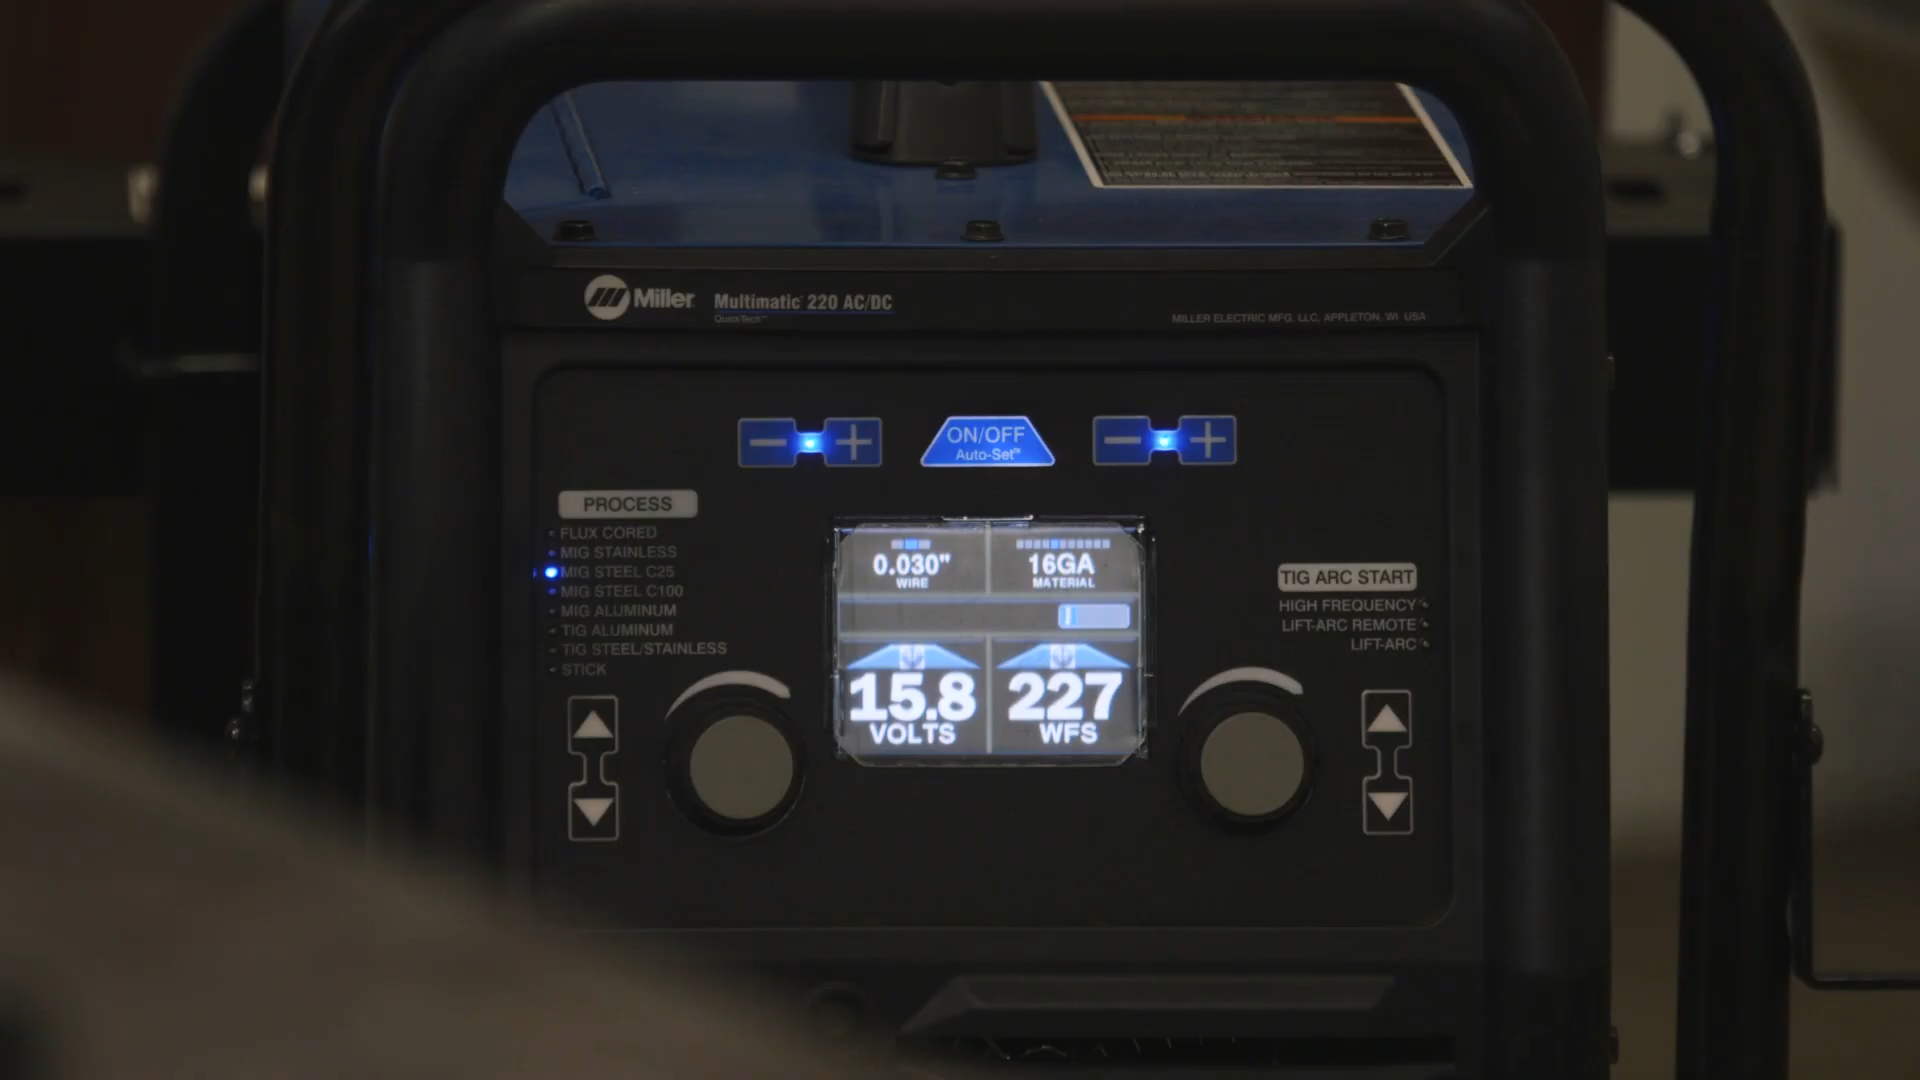 Miller Multimatic 220 AC/DC
QuickTech™
MILLER ELECTRIC MFG. LLC, APPLETON, WI USA
ON/OFF
Auto-Set™
PROCESS
FLUX CORED
MIG STAINLESS
MIG STEEL C25
MIG STEEL C100
MIG ALUMINUM
TIG ALUMINUM
TIG STEEL/STAINLESS
STICK
0.030"
WIRE
16GA
MATERIAL
15.8
VOLTS
227
WFS
TIG ARC START
HIGH FREQUENCY
LIFT-ARC REMOTE
LIFT-ARC